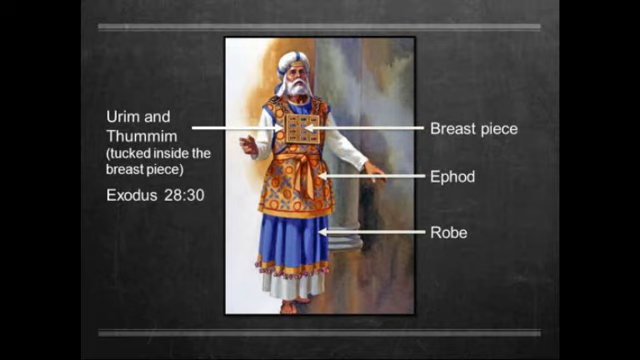 Urim and
Thummim
(tucked inside the
breast piece)
Exodus 28:30
Breast piece
Ephod
Robe